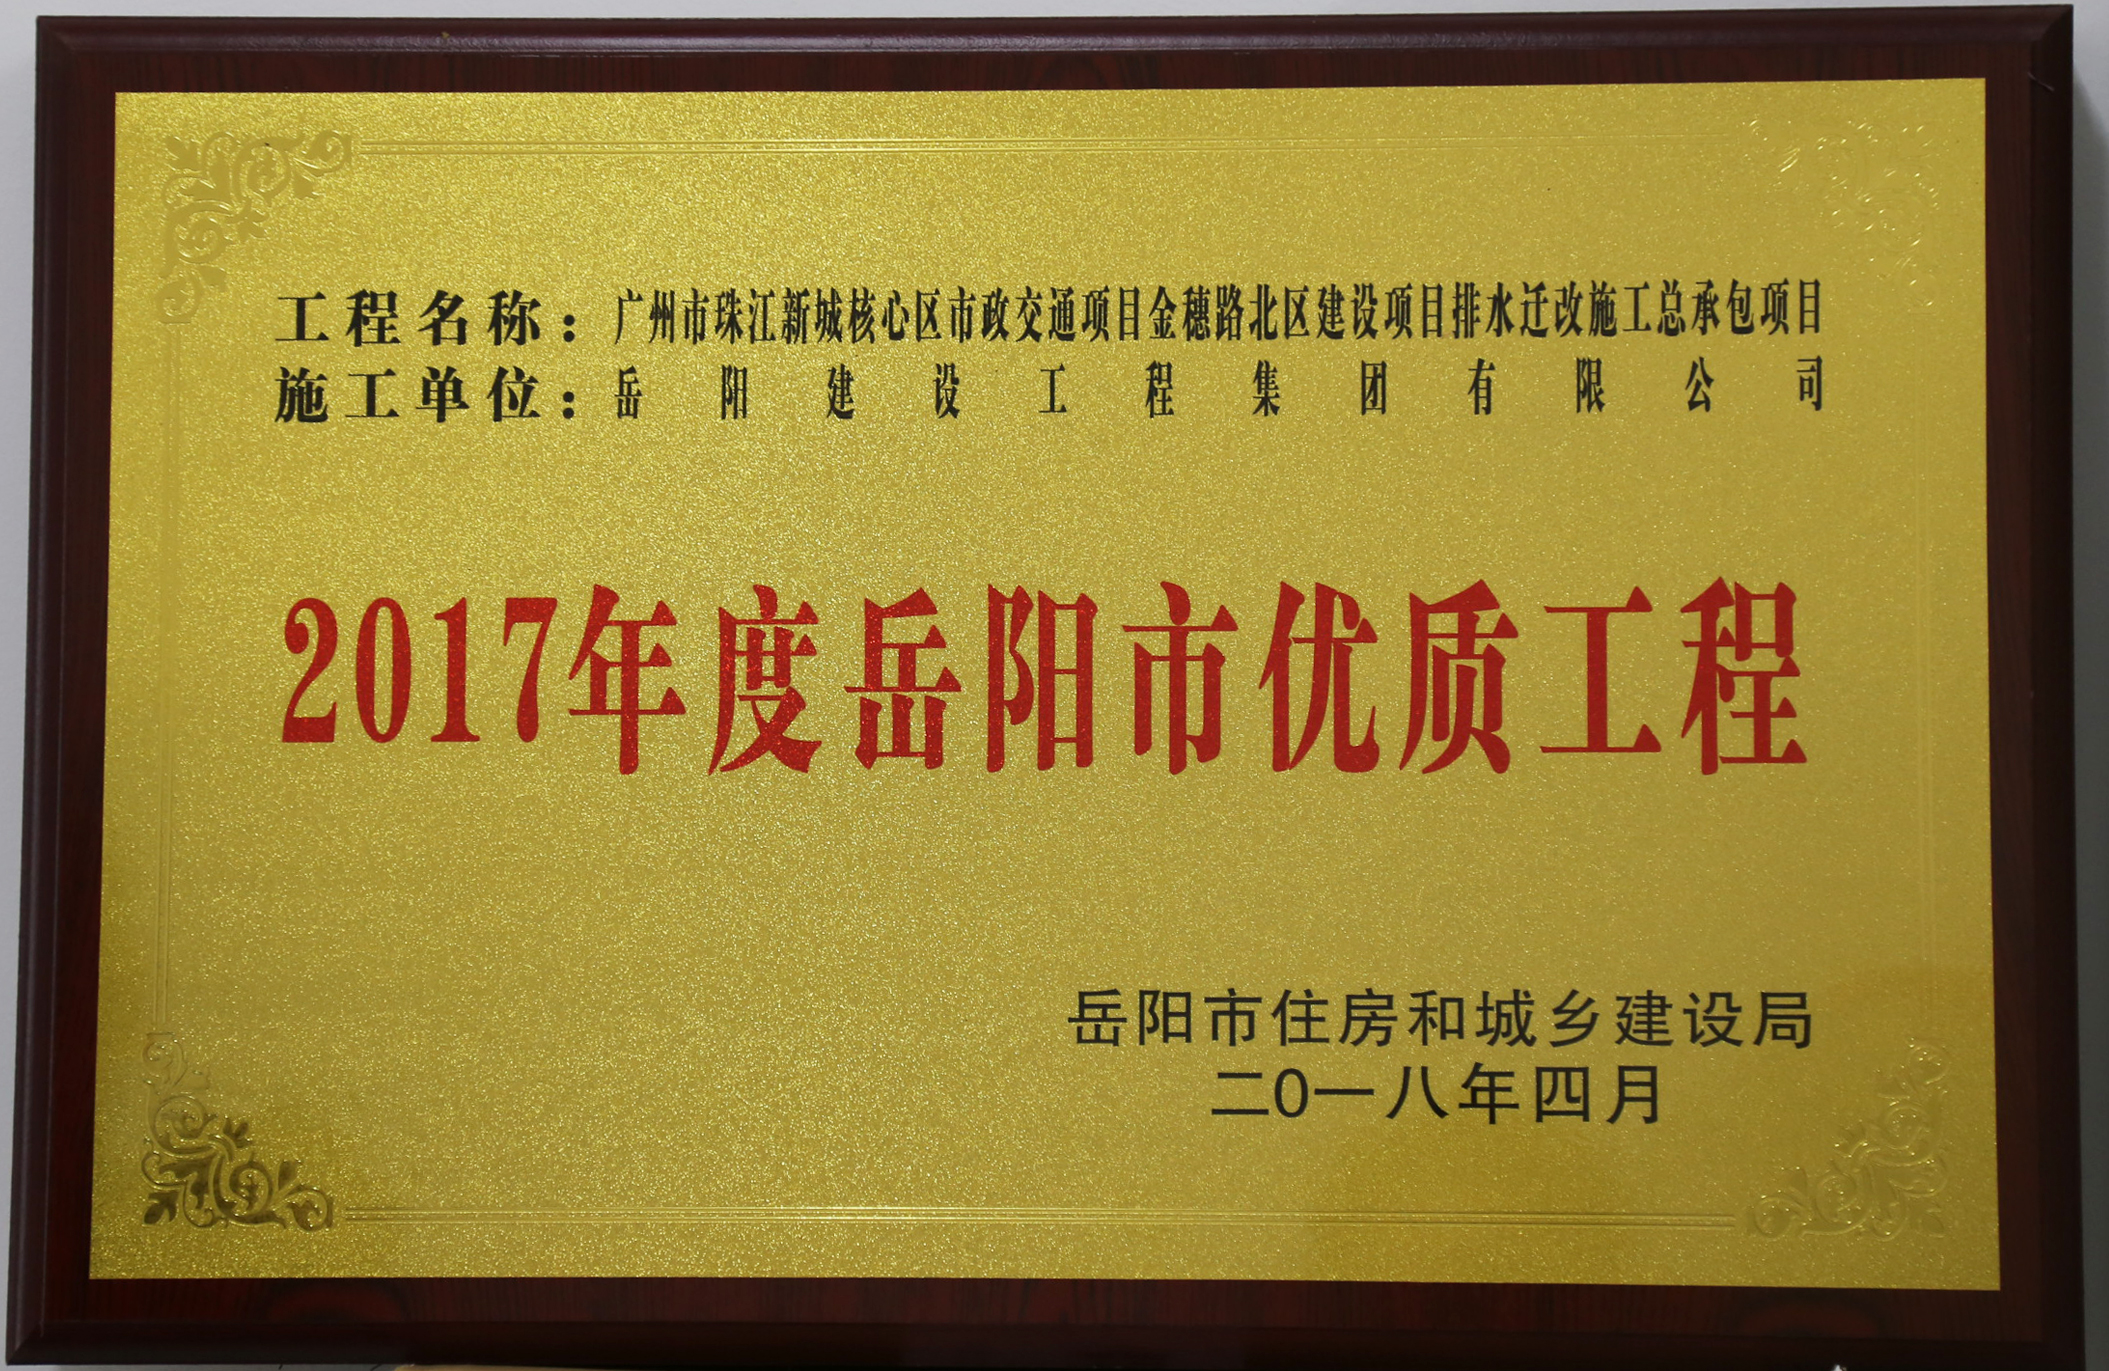 工程名称：广州市珠江新城核心区市政交通项目金穗路北区建设项目排水迁改施工总承包项目
施工单位：岳阳建设工程集团有限公司
2017年度岳阳市优质工程
岳阳市住房和城乡建设局
二0一八年四月